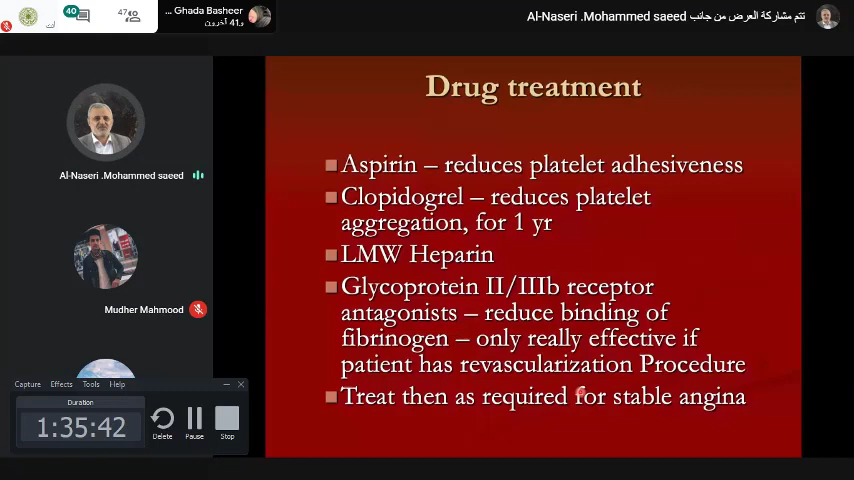 40
47
أنت
Ghada Basheer ...
و41 آخرون
تتم مشاركة العرض من جانب Al-Naseri .Mohammed saeed
Al-Naseri .Mohammed saeed
Mudher Mahmood
Capture Effects Tools Help
Duration
1:35:42
Delete Pause Stop
Drug treatment
Aspirin – reduces platelet adhesiveness
Clopidogrel – reduces platelet
aggregation, for 1 yr
LMW Heparin
Glycoprotein II/IIIb receptor
antagonists – reduce binding of
fibrinogen – only really effective if
patient has revascularization Procedure
Treat then as required for stable angina